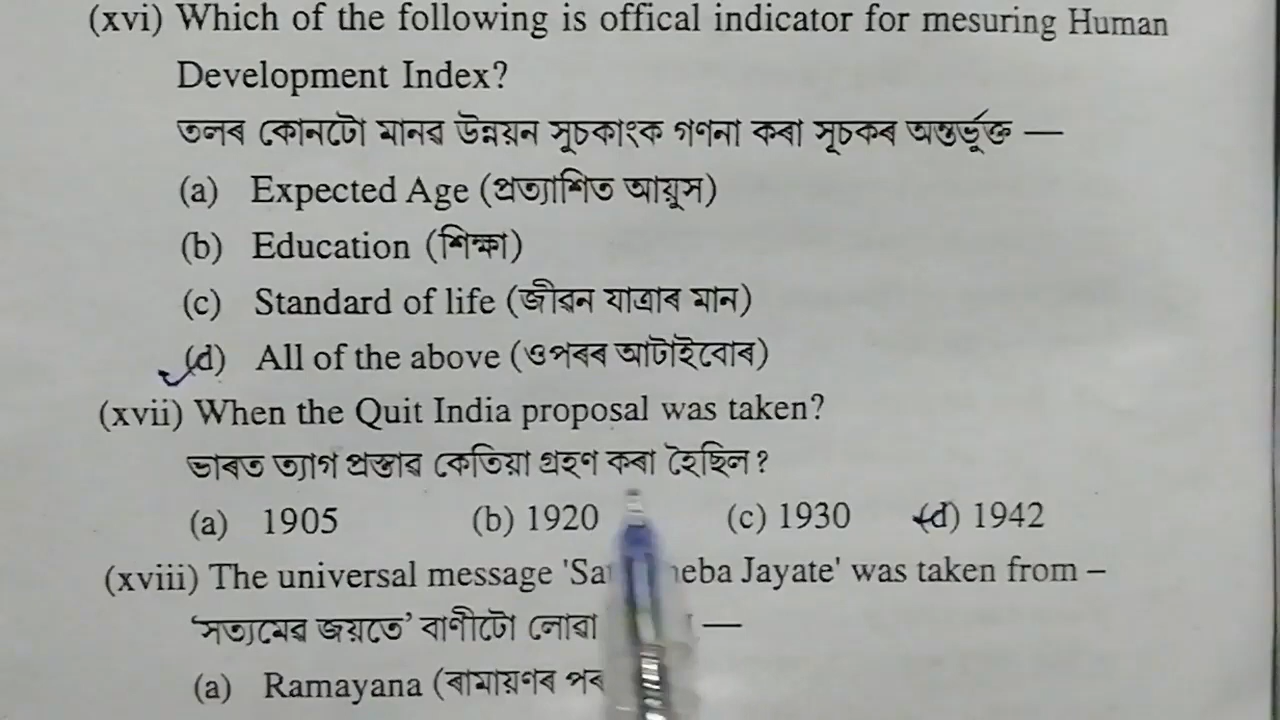 (xvi) Which of the following is offical indicator for mesuring Human
Development Index?
তলৰ কোনটো মানৱ উন্নয়ন সূচকাংক গণনা কৰা সূচকৰ অন্তৰ্ভূক্ত —
(a) Expected Age (প্ৰত্যাশিত আয়ূস)
(b) Education (শিক্ষা)
(c) Standard of life (জীৱন যাত্ৰাৰ মান)
(d) All of the above (ওপৰৰ আটাইবোৰ)
(xvii) When the Quit India proposal was taken?
ভাৰত ত্যাগ প্ৰস্তাৱ কেতিয়া গ্ৰহণ কৰা হৈছিল?
(a) 1905 (b) 1920 (c) 1930 (d) 1942
(xviii) The universal message Jayate' was taken from –
'সত্যমেৱ জয়তে' বাণীটো লোৱা —
(a) Ramayana (ৰামায়ণৰ পৰ